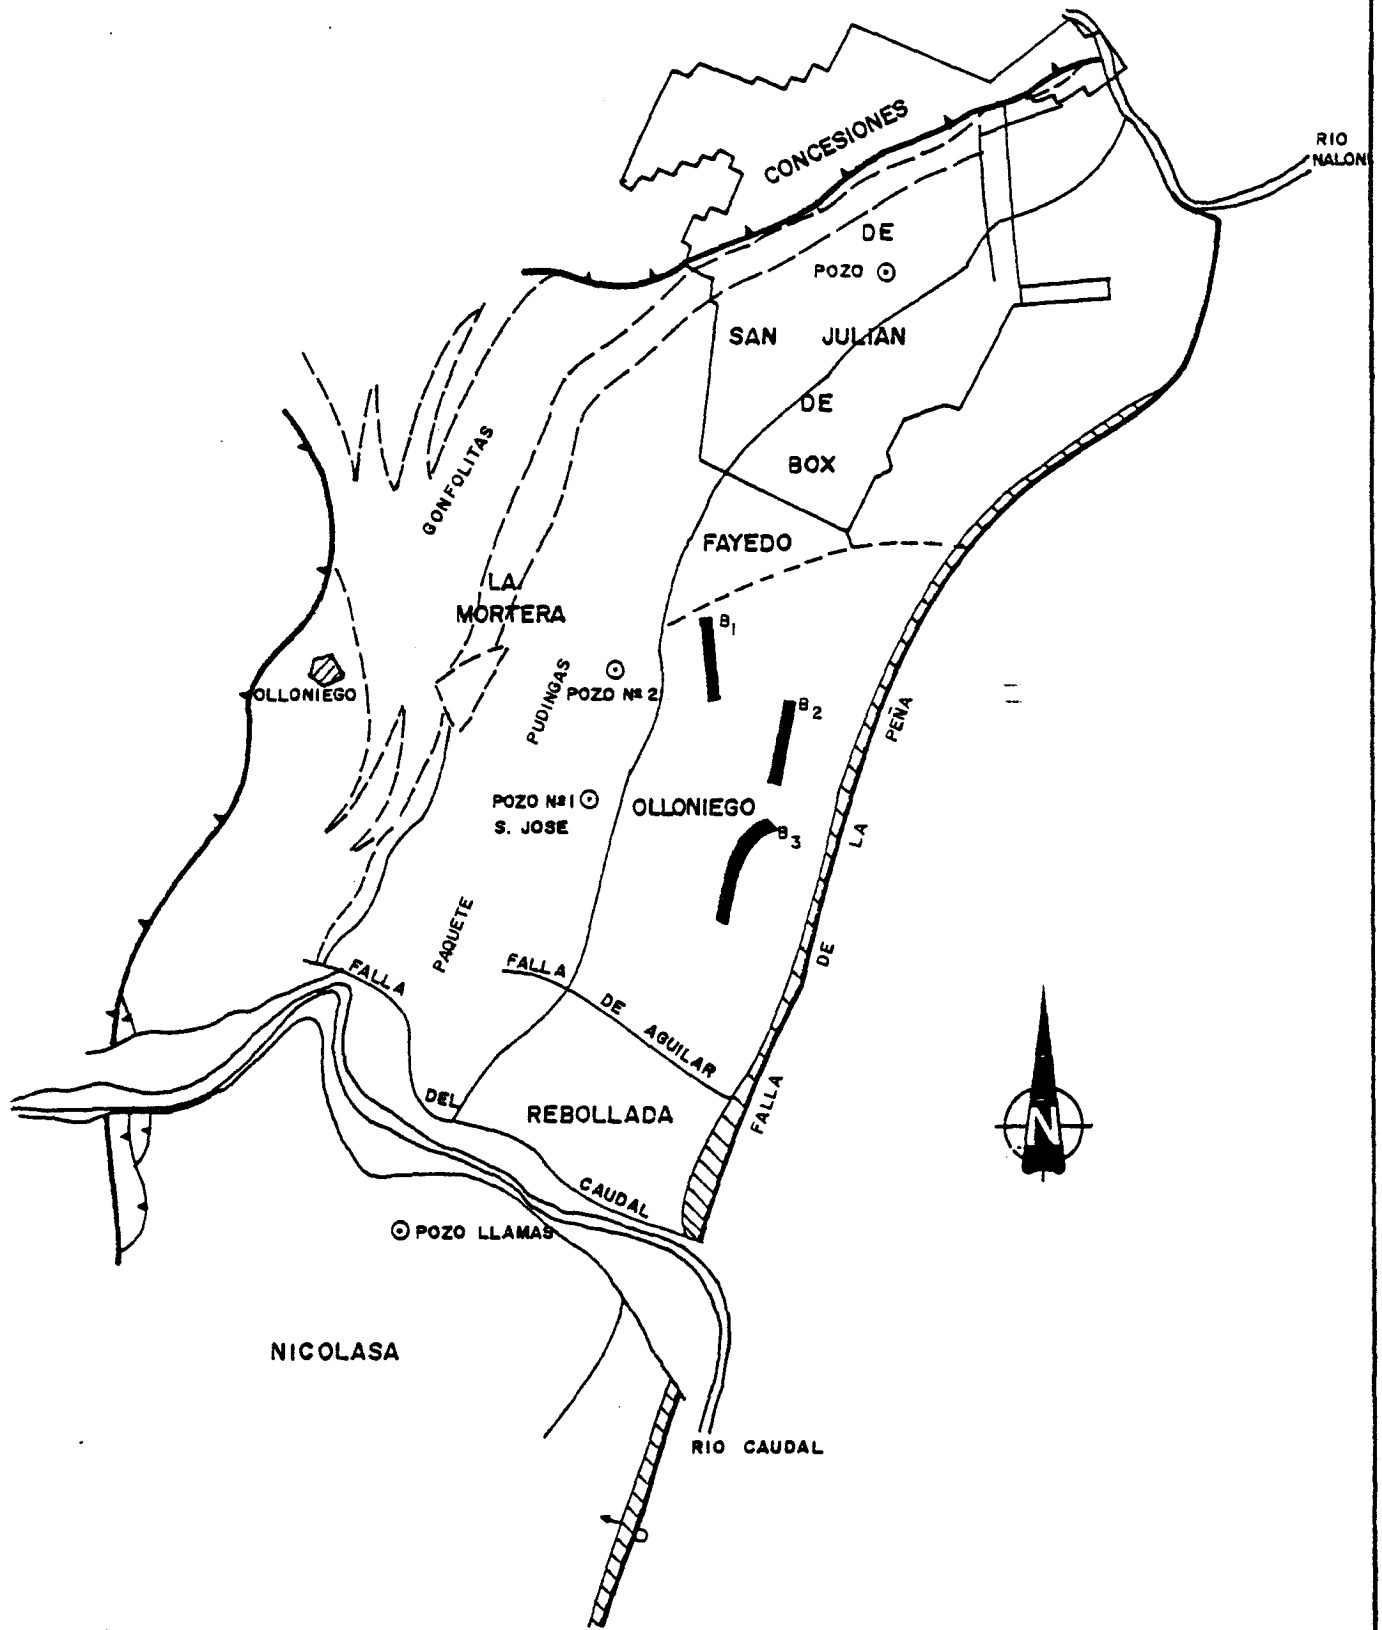 RIO
NALON
CONCESIONES
DE
POZO
SAN JULIAN
DE
BOX
GONFOLITAS
FAYEDO
LA
MORTERA
B1
OLLONIEGO
POZO Nº 2
PUDINGAS
B2
PEÑA
POZO Nº 1
S. JOSE
OLLONIEGO
B3
LA
PAQUETE
DE
FALLA
FALLA
DE
AGUILAR
FALLA
DEL
REBOLLADA
N
CAUDAL
POZO LLAMAS
NICOLASA
RIO CAUDAL